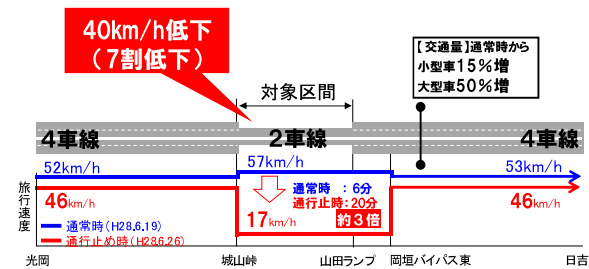 40km/h低下
（7割低下）
【交通量】通常時から
小型車15％増
大型車50％増
対象区間
4車線
2車線
4車線
52km/h
57km/h
53km/h
旅行速度
46km/h
通常時　：6分
通行止時：20分
約３倍
17km/h
46km/h
通常時（H28.6.19）
通行止め時（H28.6.26）
光岡
城山峠
山田ランプ
岡垣バイパス東
日吉